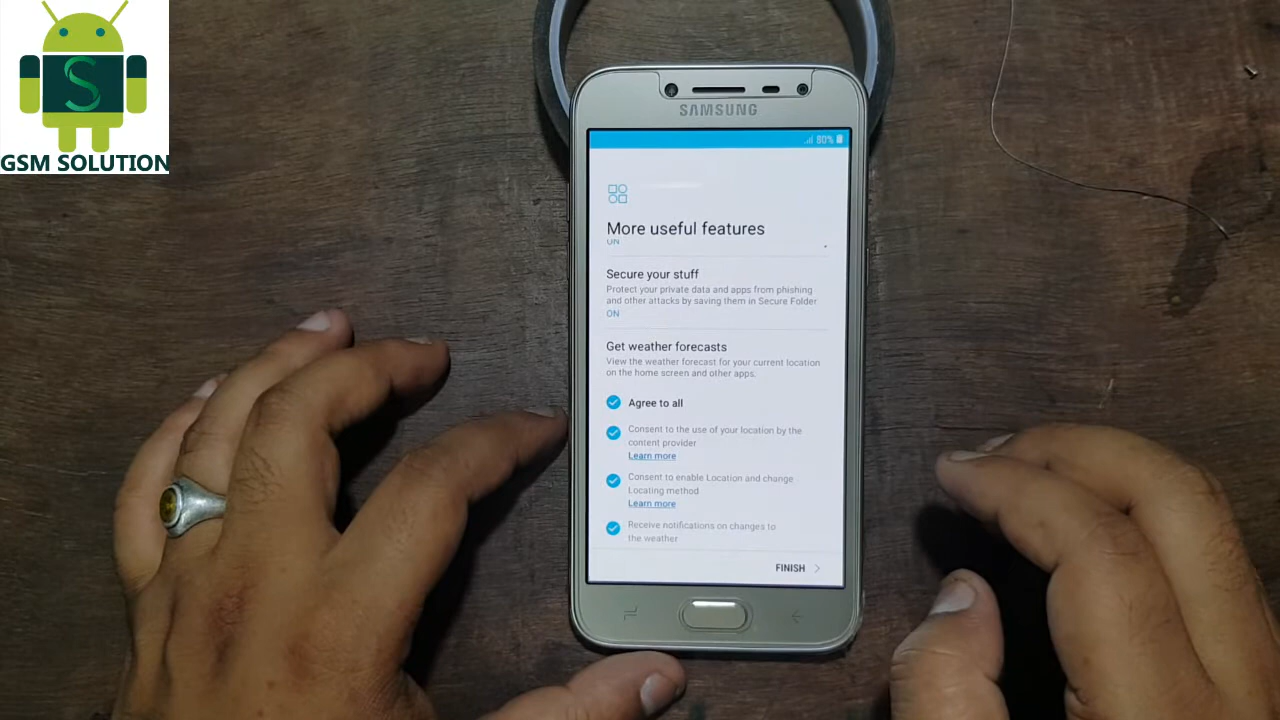 GSM SOLUTION
SAMSUNG
80%
More useful features
ON
Secure your stuff
Protect your private data and apps from phishing
and other attacks by saving them in Secure Folder
ON
Get weather forecasts
View the weather forecast for your current location
on the home screen and other apps.
Agree to all
Consent to the use of your location by the
content provider
Learn more
Consent to enable Location and change
Locating method
Learn more
Receive notifications on changes to
the weather
FINISH